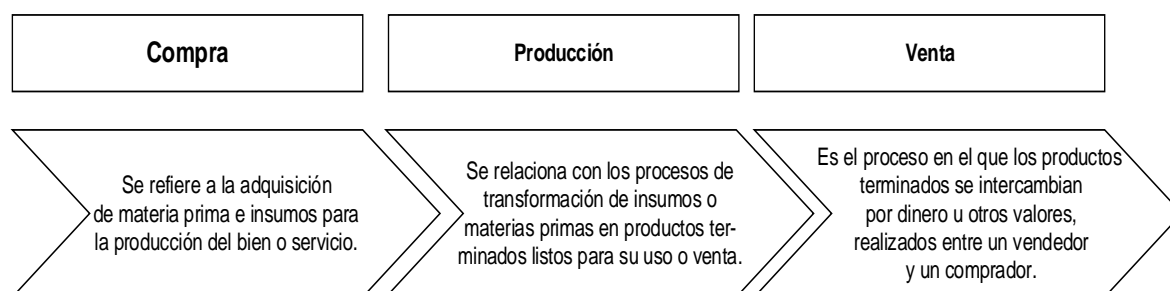 Compra
Producción
Venta
Se refiere a la adquisición
de materia prima e insumos para
la producción del bien o servicio.
Se relaciona con los procesos de
transformación de insumos o
materias primas en productos ter-
minados listos para su uso o venta.
Es el proceso en el que los productos
terminados se intercambian
por dinero u otros valores,
realizados entre un vendedor
y un comprador.